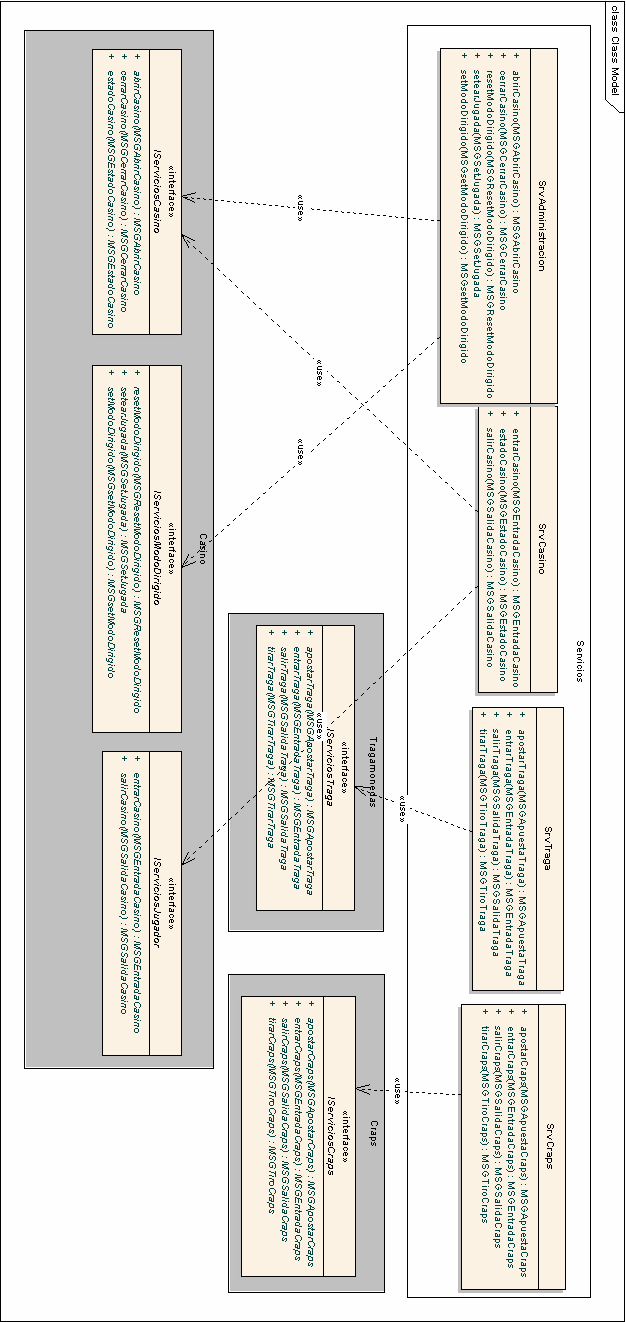 class Class Model
Servicios
SrvAdministracion
+ abrirCasino(MSGAbrirCasino) : MSGAbrirCasino
+ cerrarCasino(MSGCerrarCasino) : MSGCerrarCasino
+ resetModoDirigido(MSGResetModoDirigido) : MSGResetModoDirigido
+ setearJugada(MSGSetJugada) : MSGSetJugada
+ setModoDirigido(MSGsetModoDirigido) : MSGsetModoDirigido
SrvCasino
+ entrarCasino(MSGEntradaCasino) : MSGEntradaCasino
+ estadoCasino(MSGEstadoCasino) : MSGEstadoCasino
+ salirCasino(MSGSalidaCasino) : MSGSalidaCasino
SrvTraga
+ apostarTraga(MSGApuestaTraga) : MSGApuestaTraga
+ entrarTraga(MSGEntradaTraga) : MSGEntradaTraga
+ salirTraga(MSGSalidaTraga) : MSGSalidaTraga
+ tirarTraga(MSGTiroTraga) : MSGTiroTraga
SrvCraps
+ apostarCraps(MSGApuestaCraps) : MSGApuestaCraps
+ entrarCraps(MSGEntradaCraps) : MSGEntradaCraps
+ salirCraps(MSGSalidaCraps) : MSGSalidaCraps
+ tirarCraps(MSGTiroCraps) : MSGTiroCraps
«use»
«use»
«use»
«use»
«use»
«use»
Tragamonedas
«interface»
IServiciosTraga
+ apostarTraga(MSGApostarTraga) : MSGApostarTraga
+ entrarTraga(MSGEntradaTraga) : MSGEntradaTraga
+ salirTraga(MSGSalidaTraga) : MSGSalidaTraga
+ tirarTraga(MSGTirarTraga) : MSGTirarTraga
Craps
«interface»
IServiciosCraps
+ apostarCraps(MSGApostarCraps) : MSGApostarCraps
+ entrarCraps(MSGEntradaCraps) : MSGEntradaCraps
+ salirCraps(MSGSalidaCraps) : MSGSalidaCraps
+ tirarCraps(MSGTiroCraps) : MSGTiroCraps
Casino
«interface»
IServiciosCasino
+ abrirCasino(MSGAbrirCasino) : MSGAbrirCasino
+ cerrarCasino(MSGCerrarCasino) : MSGCerrarCasino
+ estadoCasino(MSGEstadoCasino) : MSGEstadoCasino
«interface»
IServiciosModoDirigido
+ resetModoDirigido(MSGResetModoDirigido) : MSGResetModoDirigido
+ setearJugada(MSGSetJugada) : MSGSetJugada
+ setModoDirigido(MSGsetModoDirigido) : MSGsetModoDirigido
«interface»
IServiciosJugador
+ entrarCasino(MSGEntradaCasino) : MSGEntradaCasino
+ salirCasino(MSGSalidaCasino) : MSGSalidaCasino